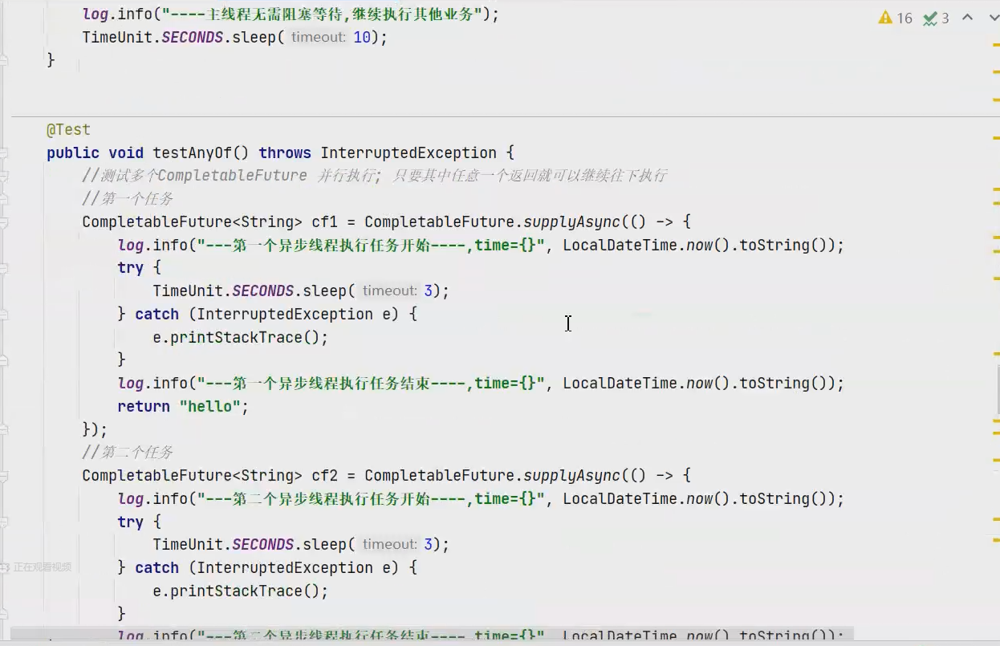 log.info("----主线程无需阻塞等待,继续执行其他业务");
16 3
TimeUnit.SECONDS.sleep( timeout: 10);
}
@Test
public void testAnyOf() throws InterruptedException {
//测试多个CompletableFuture 并行执行; 只要其中任意一个返回就可以继续往下执行
//第一个任务
CompletableFuture<String> cf1 = CompletableFuture.supplyAsync(() -> {
log.info("---第一个异步线程执行任务开始----,time={}", LocalDateTime.now().toString());
try {
TimeUnit.SECONDS.sleep( timeout: 3);
} catch (InterruptedException e) {
e.printStackTrace();
}
log.info("---第一个异步线程执行任务结束----,time={}", LocalDateTime.now().toString());
return "hello";
});
//第二个任务
CompletableFuture<String> cf2 = CompletableFuture.supplyAsync(() -> {
log.info("---第二个异步线程执行任务开始----,time={}", LocalDateTime.now().toString());
try {
TimeUnit.SECONDS.sleep( timeout: 3);
正在观看视频
} catch (InterruptedException e) {
e.printStackTrace();
}
log.info("---第二个异步线程执行任务结束----,time={}", LocalDateTime.now().toString());